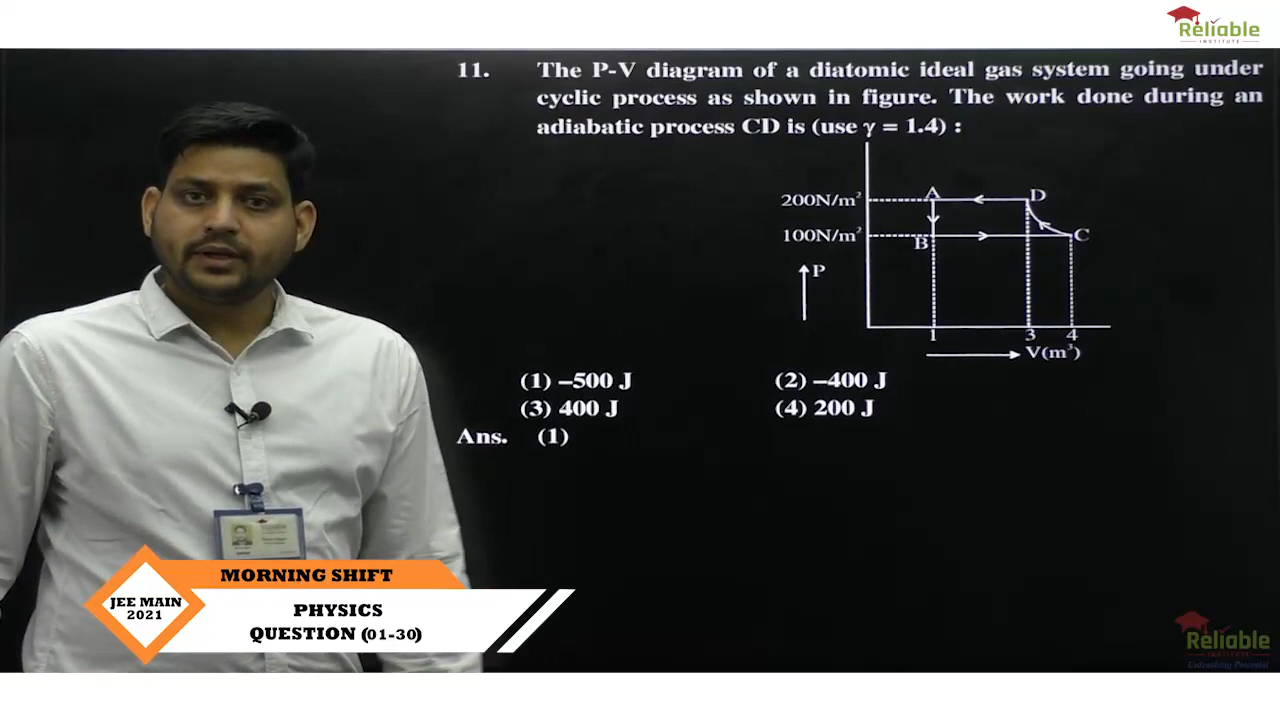 Reliable
INSTITUTE
11. The P-V diagram of a diatomic ideal gas system going under
cyclic process as shown in figure. The work done during an
adiabatic process CD is (use γ = 1.4) :
200N/m²
A
D
100N/m²
B
C
P
1
3
4
V(m³)
(1) –500 J
(2) –400 J
(3) 400 J
(4) 200 J
Ans. (1)
MORNING SHIFT
JEE MAIN
2021
PHYSICS
QUESTION (01-30)
Reliable
INSTITUTE
Unleashing Potential